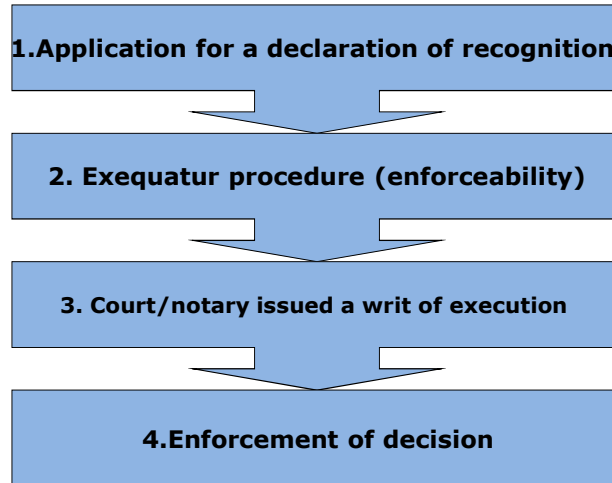 1.Application for a declaration of recognition
2. Exequatur procedure (enforceability)
3. Court/notary issued a writ of execution
4.Enforcement of decision